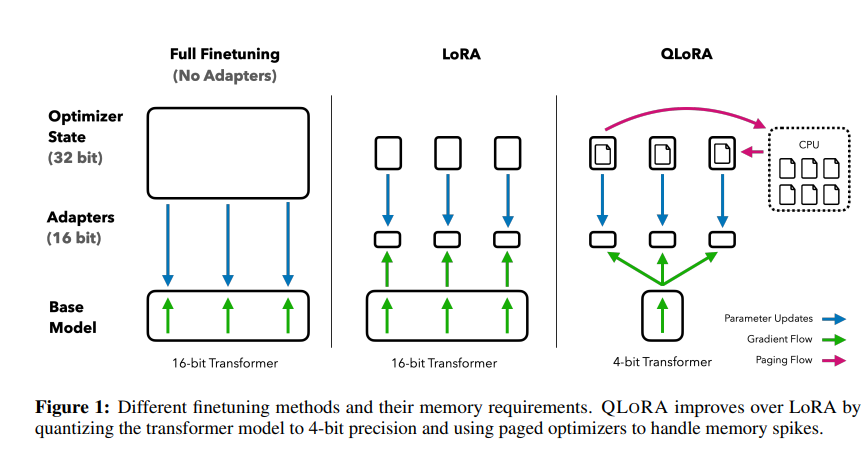 Full Finetuning
(No Adapters)
LoRA
QLoRA
Optimizer
State
(32 bit)
CPU
Adapters
(16 bit)
Base
Model
Parameter Updates
Gradient Flow
Paging Flow
16-bit Transformer
16-bit Transformer
4-bit Transformer
Figure 1: Different finetuning methods and their memory requirements. QLORA improves over LoRA by
quantizing the transformer model to 4-bit precision and using paged optimizers to handle memory spikes.